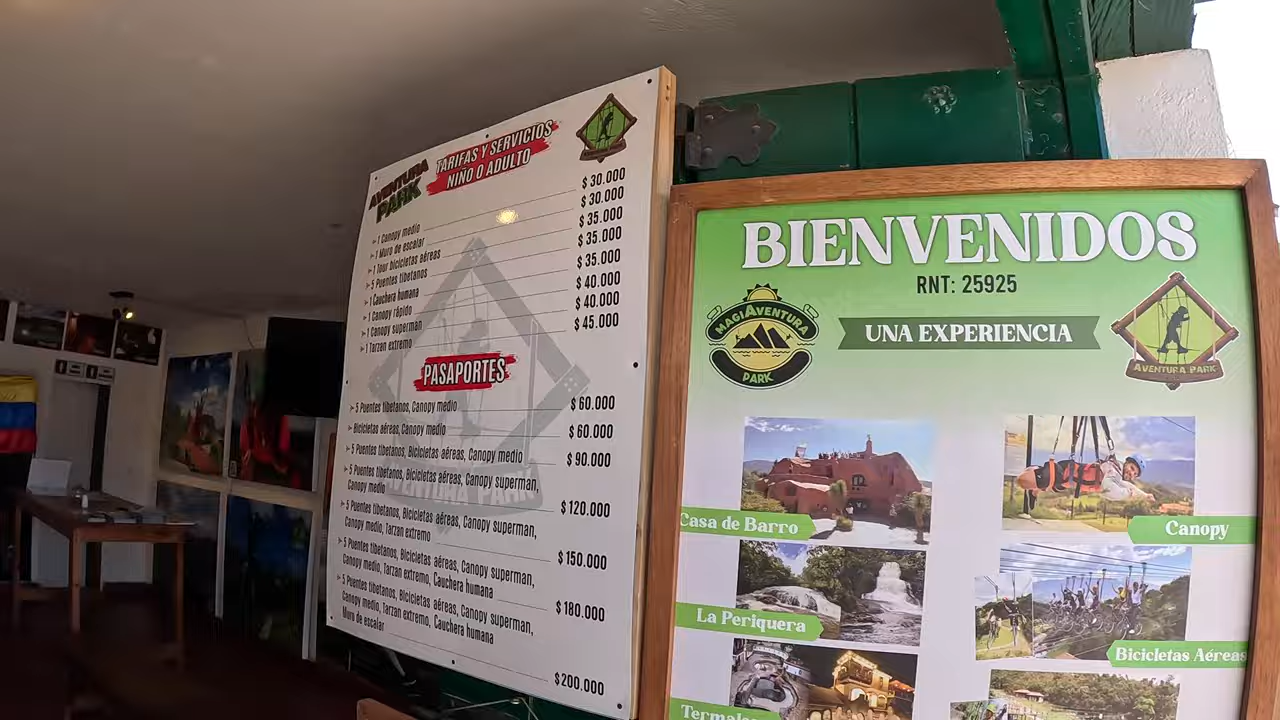 AVENTURA
PARK
TARIFAS Y SERVICIOS
NIÑO O ADULTO
➢ 1 Canopy medio $ 30.000
➢ 1 Muro de escalar $ 30.000
➢ 1 Tour bicicletas aéreas $ 35.000
➢ 5 Puentes tibetanos $ 35.000
➢ 1 Cauchera humana $ 35.000
➢ 1 Canopy rápido $ 40.000
➢ 1 Canopy superman $ 40.000
➢ 1 Tarzan extremo $ 45.000
PASAPORTES
➢ 5 Puentes tibetanos, Canopy medio $ 60.000
➢ Bicicletas aéreas, Canopy medio $ 60.000
➢ 5 Puentes tibetanos, Bicicletas aéreas, Canopy medio $ 90.000
➢ 5 Puentes tibetanos, Bicicletas aéreas, Canopy superman,
Canopy medio $ 120.000
➢ 5 Puentes tibetanos, Bicicletas aéreas, Canopy superman,
Canopy medio, Tarzan extremo $ 150.000
➢ 5 Puentes tibetanos, Bicicletas aéreas, Canopy superman,
Canopy medio, Tarzan extremo, Cauchera humana $ 180.000
➢ 5 Puentes tibetanos, Bicicletas aéreas, Canopy superman,
Canopy medio, Tarzan extremo, Cauchera humana
Muro de escalar $200.000
AVENTURA PARK
BIENVENIDOS
RNT: 25925
MAGIAVENTURA
PARK
UNA EXPERIENCIA
AVENTURA PARK
Casa de Barro
Canopy
La Periquera
Bicicletas Aéreas